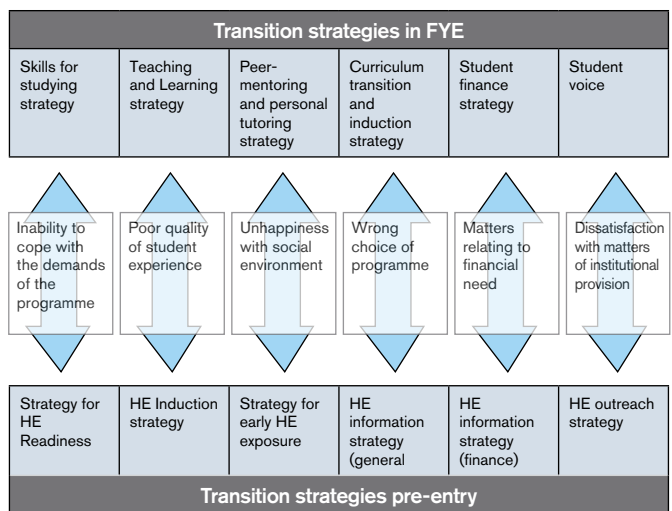 Transition strategies in FYE
Skills for
studying
strategy
Teaching
and Learning
strategy
Peer-
mentoring
and personal
tutoring
strategy
Curriculum
transition
and
induction
strategy
Student
finance
strategy
Student
voice
Inability to
cope with
the demands
of the
programme
Poor quality
of student
experience
Unhappiness
with social
environment
Wrong
choice of
programme
Matters
relating to
financial
need
Dissatisfaction
with matters
of institutional
provision
Strategy for
HE
Readiness
HE Induction
strategy
Strategy for
early HE
exposure
HE
information
strategy
(general
HE
information
strategy
(finance)
HE outreach
strategy
Transition strategies pre-entry